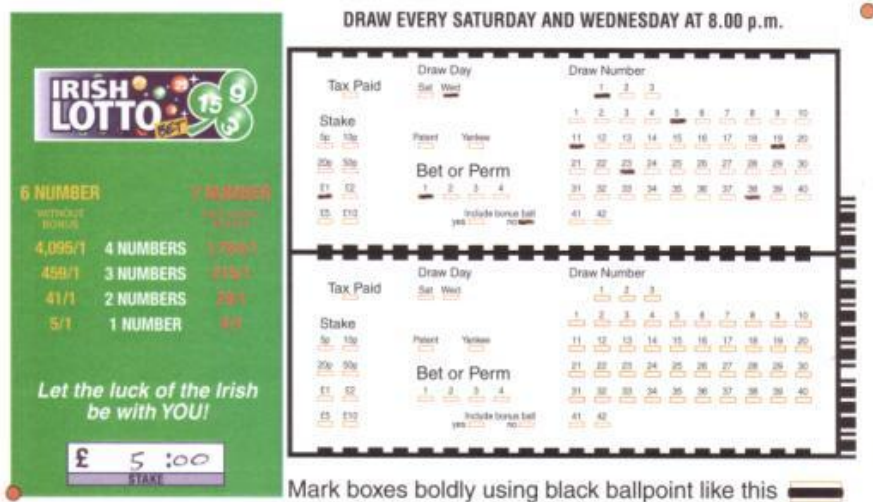 DRAW EVERY SATURDAY AND WEDNESDAY AT 8.00 p.m.
IRISH
LOTTO
BET
15 9
3
6 NUMBER 7 NUMBER
WITHOUT
BONUS
4,095/1 4 NUMBERS
459/1 3 NUMBERS
41/1 2 NUMBERS
5/1 1 NUMBER
Let the luck of the Irish
be with YOU!
£ 5 :00
STAKE
Draw Day Draw Number
Tax Paid Sat Wed 1 2 3
1 2 3 4 5 6 7 8 9 10
Stake
5p 10p Patent Yankee 11 12 13 14 15 16 17 18 19 20
20p 50p Bet or Perm 21 22 23 24 25 26 27 28 29 30
£1 £2 1 2 3 4 31 32 33 34 35 36 37 38 39 40
£5 £10 Include bonus ball 41 42
yes no
Draw Day Draw Number
Tax Paid Sat Wed 1 2 3
1 2 3 4 5 6 7 8 9 10
Stake
5p 10p Patent Yankee 11 12 13 14 15 16 17 18 19 20
20p 50p Bet or Perm 21 22 23 24 25 26 27 28 29 30
£1 £2 1 2 3 4 31 32 33 34 35 36 37 38 39 40
£5 £10 Include bonus ball 41 42
yes no
Mark boxes boldly using black ballpoint like this